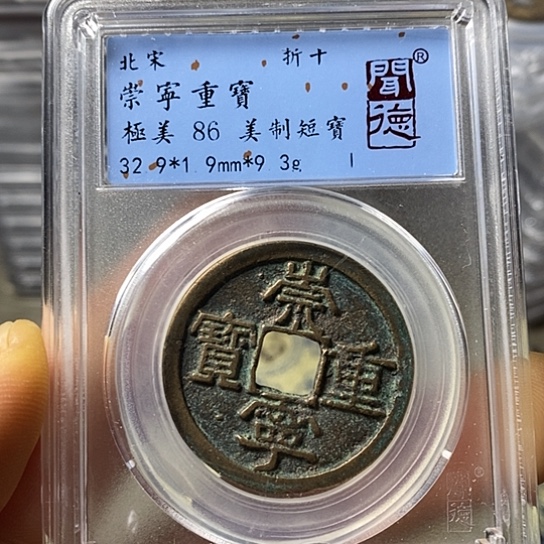 北宋 折十
崇寧重寶
極美 86 美制短寶
32.9*1.9mm*9.3g
聞德®
崇寧重寶